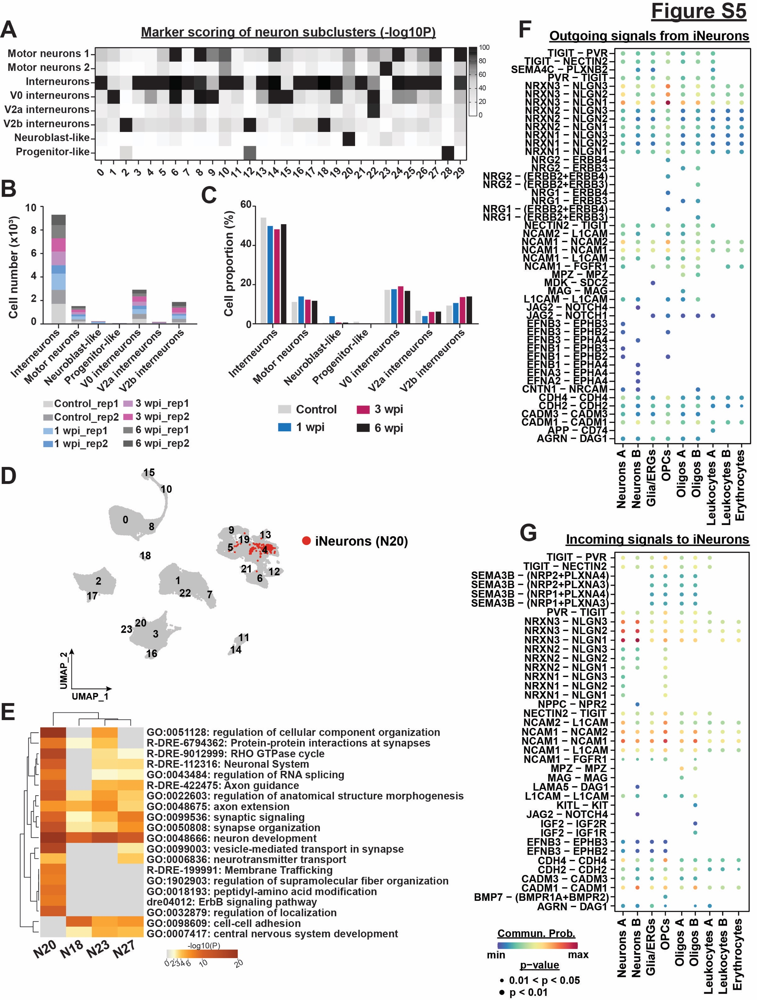 Figure S5
A
Marker scoring of neuron subclusters (-log10P)
Motor neurons 1
Motor neurons 2
Interneurons
V0 interneurons
V2a interneurons
V2b interneurons
Neuroblast-like
Progenitor-like
100
80
60
40
20
0
0 1 2 3 4 5 6 7 8 9 10 11 12 13 14 15 16 17 18 19 20 21 22 23 24 25 26 27 28 29
B
Cell number (x10³)
10
8
6
4
2
0
Interneurons
Motor neurons
Neuroblast-like
Progenitor-like
V0 interneurons
V2a interneurons
V2b interneurons
Control_rep1
Control_rep2
1 wpi_rep1
1 wpi_rep2
3 wpi_rep1
3 wpi_rep2
6 wpi_rep1
6 wpi_rep2
C
Cell proportion (%)
60
40
20
0
Interneurons
Motor neurons
Neuroblast-like
Progenitor-like
V0 interneurons
V2a interneurons
V2b interneurons
Control
1 wpi
3 wpi
6 wpi
D
15
10
0
8
9
13
19
5
4
18
21
12
6
2
17
1
22
7
20
23
3
16
11
14
iNeurons (N20)
UMAP_2
UMAP_1
E
GO:0051128: regulation of cellular component organization
R-DRE-6794362: Protein-protein interactions at synapses
R-DRE-9012999: RHO GTPase cycle
R-DRE-112316: Neuronal System
GO:0043484: regulation of RNA splicing
R-DRE-422475: Axon guidance
GO:0022603: regulation of anatomical structure morphogenesis
GO:0048675: axon extension
GO:0099536: synaptic signaling
GO:0050808: synapse organization
GO:0048666: neuron development
GO:0099003: vesicle-mediated transport in synapse
GO:0006836: neurotransmitter transport
R-DRE-199991: Membrane Trafficking
GO:1902903: regulation of supramolecular fiber organization
GO:0018193: peptidyl-amino acid modification
dre04012: ErbB signaling pathway
GO:0032879: regulation of localization
GO:0098609: cell-cell adhesion
GO:0007417: central nervous system development
N20 N18 N23 N27
-log10(P)
0 2 3 4 6 10 20
F
Outgoing signals from iNeurons
TIGIT − PVR
TIGIT − NECTIN2
SEMA4C − PLXNB2
PVR − TIGIT
NRXN3 − NLGN3
NRXN3 − NLGN2
NRXN3 − NLGN1
NRXN2 − NLGN3
NRXN2 − NLGN2
NRXN2 − NLGN1
NRXN1 − NLGN3
NRXN1 − NLGN2
NRXN1 − NLGN1
NRG2 − ERBB4
NRG2 − ERBB3
NRG2 − (ERBB2+ERBB4)
NRG2 − (ERBB2+ERBB3)
NRG1 − ERBB4
NRG1 − ERBB3
NRG1 − (ERBB2+ERBB4)
NRG1 − (ERBB2+ERBB3)
NECTIN2 − TIGIT
NCAM2 − L1CAM
NCAM1 − NCAM2
NCAM1 − NCAM1
NCAM1 − L1CAM
NCAM1 − FGFR1
MPZ − MPZ
MDK − SDC2
MAG − MAG
L1CAM − L1CAM
JAG2 − NOTCH4
JAG2 − NOTCH1
EFNB3 − EPHB3
EFNB3 − EPHB2
EFNB3 − EPHA4
EFNB1 − EPHB3
EFNB1 − EPHB2
EFNB1 − EPHA4
EFNA3 − EPHA4
EFNA2 − EPHA4
CNTN1 − NRCAM
CDH4 − CDH4
CDH2 − CDH2
CADM3 − CADM3
CADM1 − CADM1
APP − CD74
AGRN − DAG1
Neurons A
Neurons B
Glia/ERGs
OPCs
Oligos A
Oligos B
Leukocytes A
Leukocytes B
Erythrocytes
G
Incoming signals to iNeurons
TIGIT − PVR
TIGIT − NECTIN2
SEMA3B − (NRP2+PLXNA4)
SEMA3B − (NRP2+PLXNA3)
SEMA3B − (NRP1+PLXNA4)
SEMA3B − (NRP1+PLXNA3)
PVR − TIGIT
NRXN3 − NLGN3
NRXN3 − NLGN2
NRXN3 − NLGN1
NRXN2 − NLGN3
NRXN2 − NLGN2
NRXN2 − NLGN1
NRXN1 − NLGN3
NRXN1 − NLGN2
NRXN1 − NLGN1
NPPC − NPR2
NECTIN2 − TIGIT
NCAM2 − L1CAM
NCAM1 − NCAM2
NCAM1 − NCAM1
NCAM1 − L1CAM
NCAM1 − FGFR1
MPZ − MPZ
MAG − MAG
LAMA5 − DAG1
L1CAM − L1CAM
KITL − KIT
JAG2 − NOTCH4
IGF2 − IGF2R
IGF2 − IGF1R
EFNB3 − EPHB3
EFNB3 − EPHB2
CDH4 − CDH4
CDH2 − CDH2
CADM3 − CADM3
CADM1 − CADM1
BMP7 − (BMPR1A+BMPR2)
AGRN − DAG1
Neurons A
Neurons B
Glia/ERGs
OPCs
Oligos A
Oligos B
Leukocytes A
Leukocytes B
Erythrocytes
Commun. Prob.
min max
p−value
0.01 < p < 0.05
p < 0.01